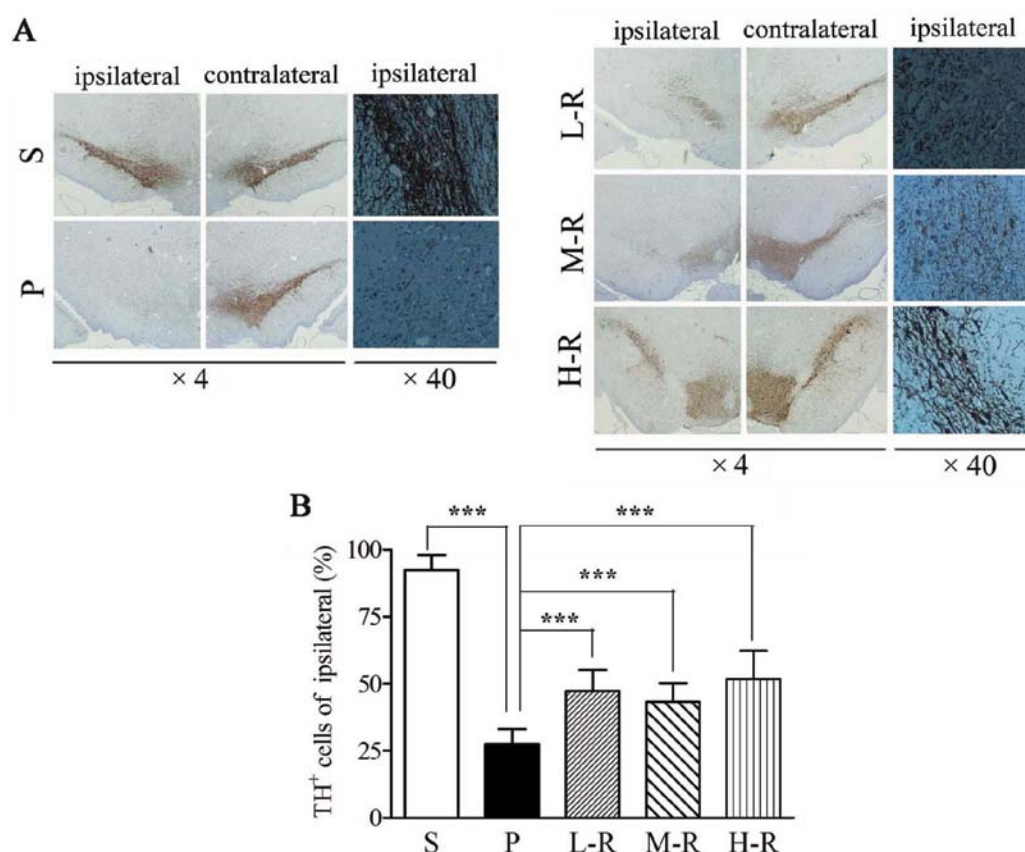 A
ipsilateral contralateral ipsilateral
S
P
× 4 × 40
ipsilateral contralateral ipsilateral
L-R
M-R
H-R
× 4 × 40
B
TH⁺ cells of ipsilateral (%)
100
75
50
25
0
***
***
***
***
S P L-R M-R H-R